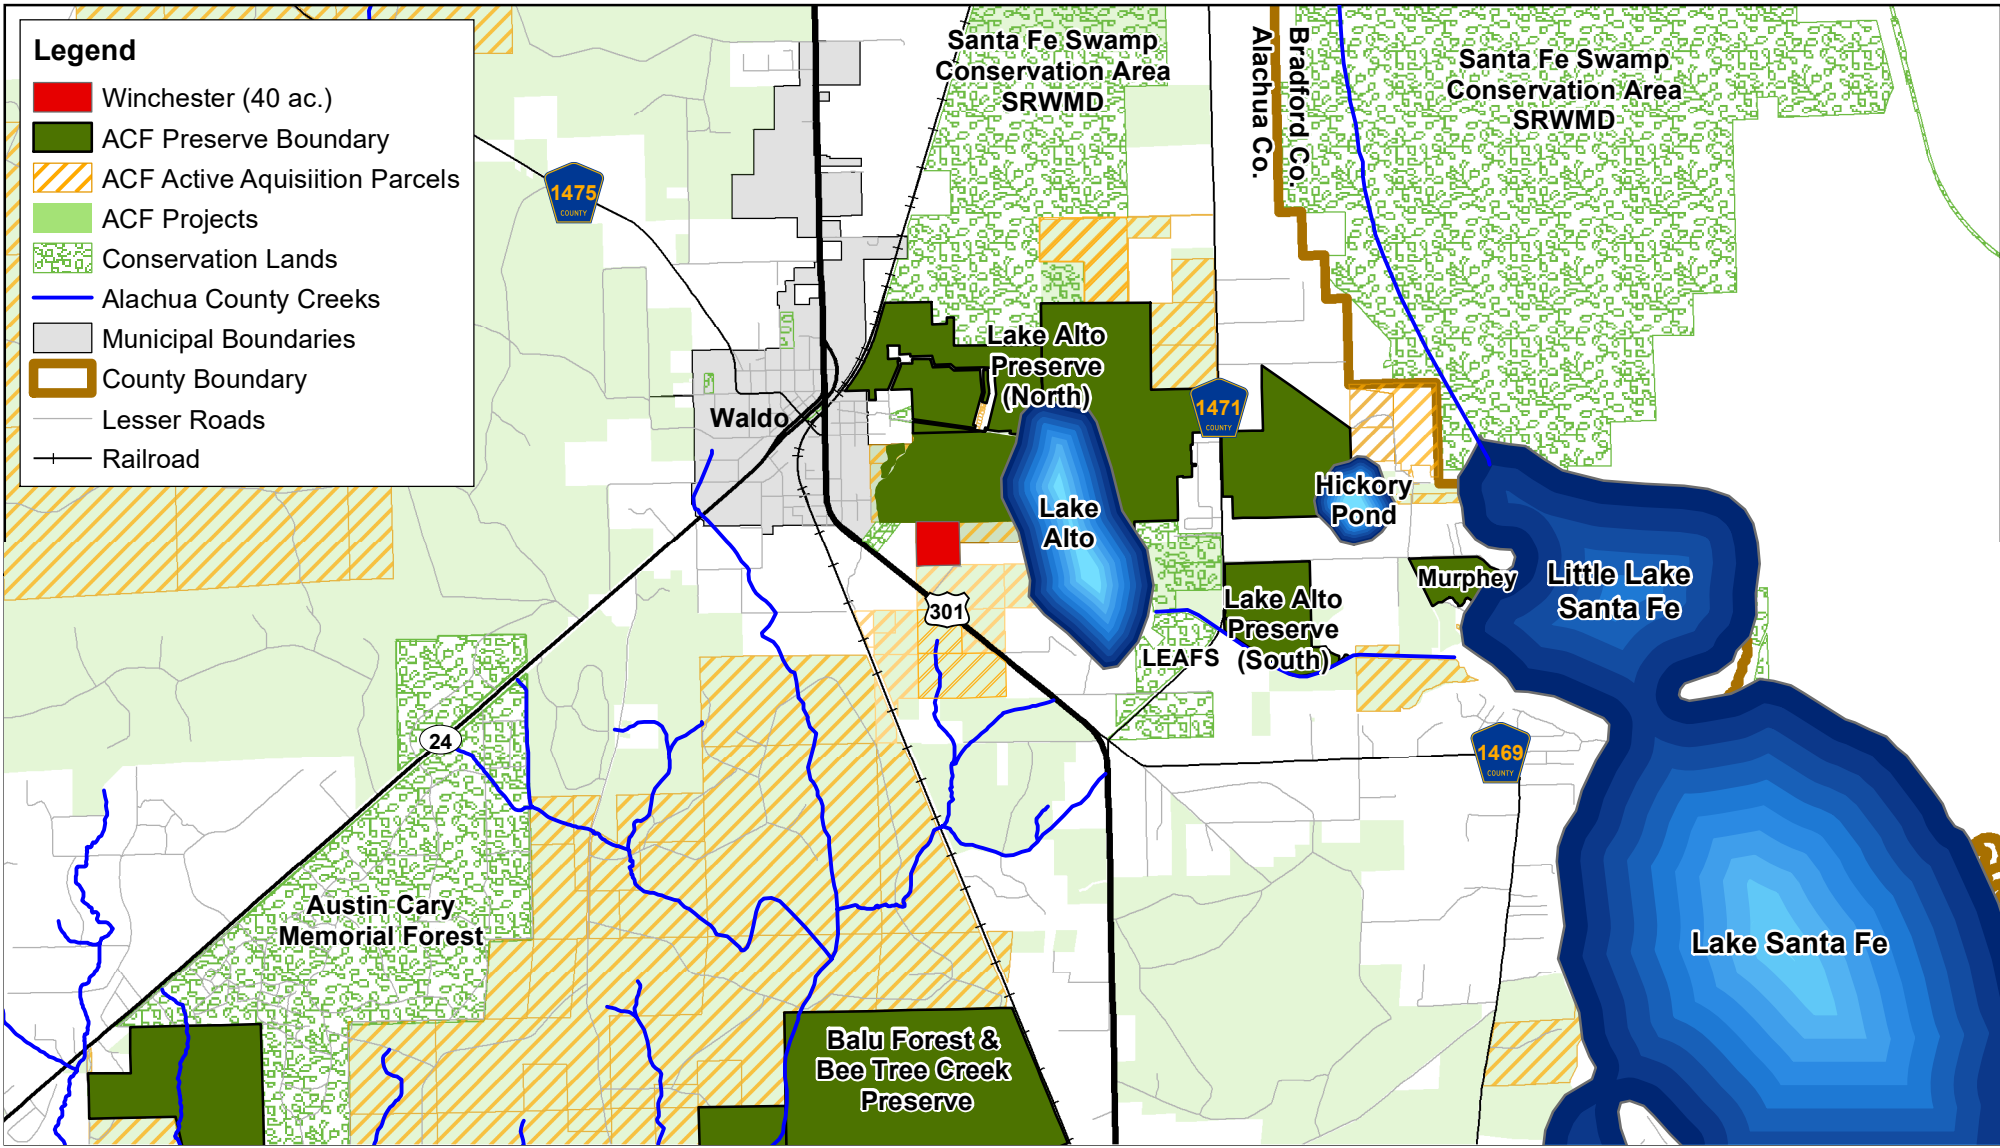 Legend
Winchester (40 ac.)
ACF Preserve Boundary
ACF Active Aquisiition Parcels
ACF Projects
Conservation Lands
Alachua County Creeks
Municipal Boundaries
County Boundary
Lesser Roads
Railroad
Santa Fe Swamp
Conservation Area
SRWMD
Alachua Co.
Bradford Co.
Santa Fe Swamp
Conservation Area
SRWMD
1475
COUNTY
Lake Alto
Preserve
(North)
1471
COUNTY
Waldo
Lake
Alto
Hickory
Pond
301
Murphey
Little Lake
Santa Fe
Lake Alto
Preserve
(South)
LEAFS
24
1469
COUNTY
Austin Cary
Memorial Forest
Lake Santa Fe
Balu Forest &
Bee Tree Creek
Preserve